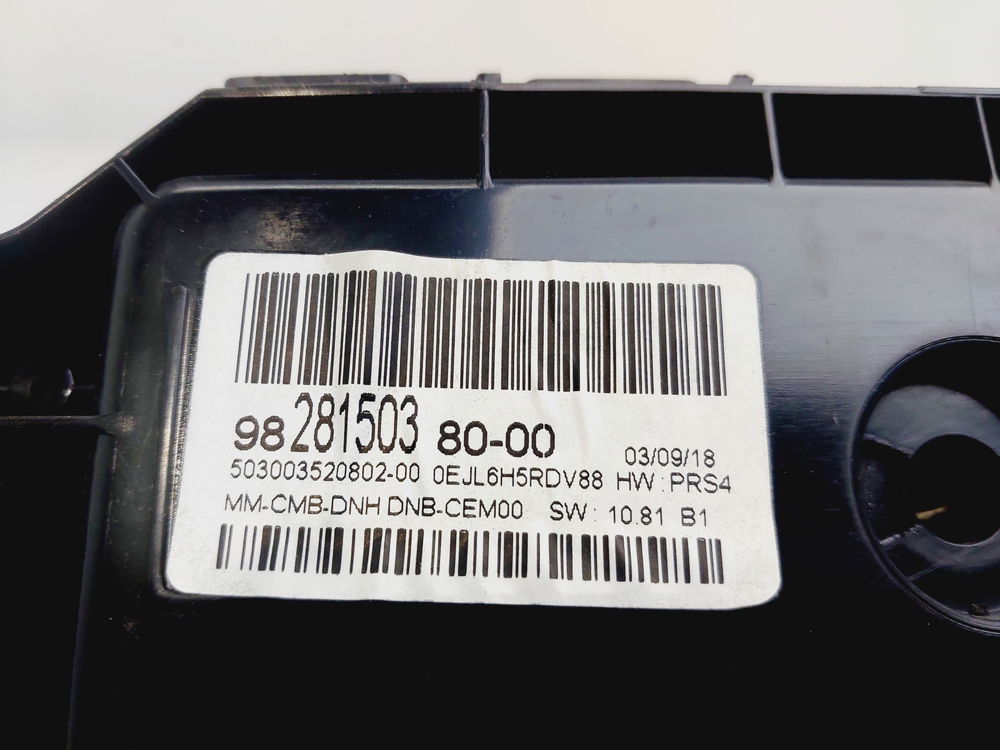 98 281503 80-00 03/09/18
503003520802-00 0EJL6H5RDV88 HW : PRS4
MM-CMB-DNH DNB-CEM00 SW : 10.81 B1